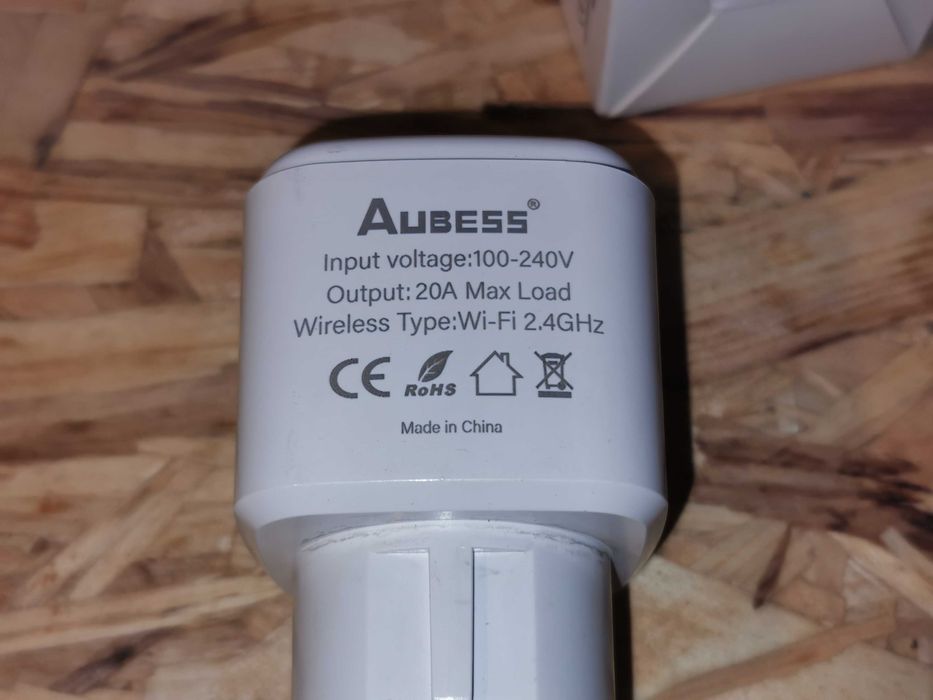 AUBESS®
Input voltage:100-240V
Output: 20A Max Load
Wireless Type:Wi-Fi 2.4GHz
CE RoHS
Made in China